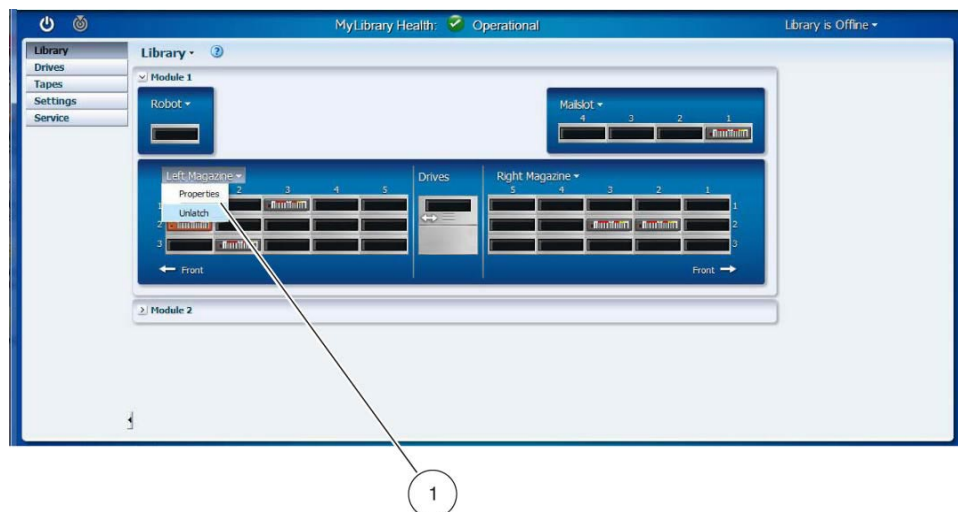 MyLibrary Health: Operational
Library is Offline
Library
Drives
Tapes
Settings
Service
Library
Module 1
Robot
Mailslot
4 3 2 1
Left Magazine
Properties
Unlatch
2 3 4 5
1
2
3
Front
Drives
Right Magazine
5 4 3 2 1
1
2
3
Front
Module 2
1